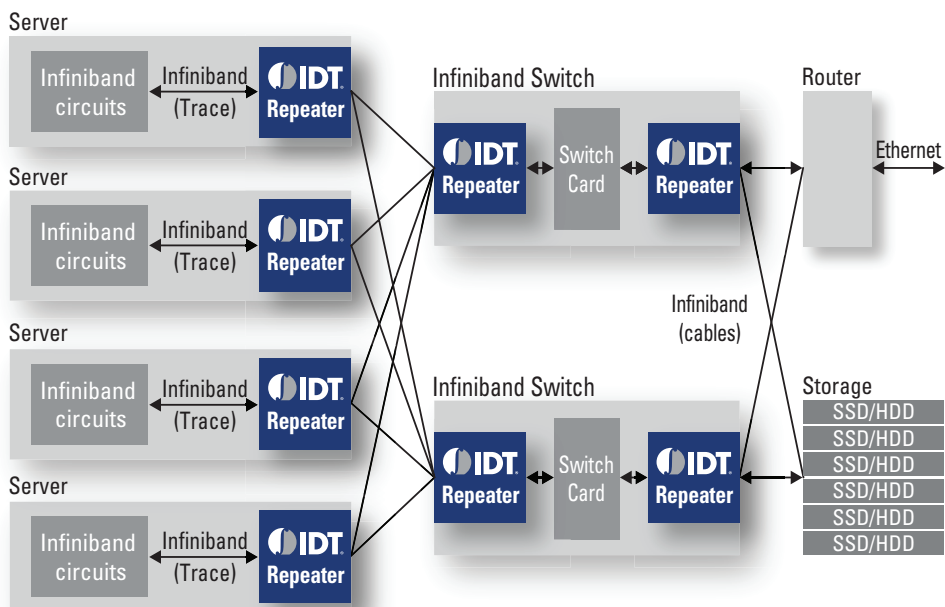 Server
Infiniband
circuits
Infiniband
(Trace)
IDT.
Repeater
Server
Infiniband
circuits
Infiniband
(Trace)
IDT.
Repeater
Server
Infiniband
circuits
Infiniband
(Trace)
IDT.
Repeater
Server
Infiniband
circuits
Infiniband
(Trace)
IDT.
Repeater
Infiniband Switch
IDT.
Repeater
Switch
Card
IDT.
Repeater
Infiniband Switch
IDT.
Repeater
Switch
Card
IDT.
Repeater
Infiniband
(cables)
Router
Ethernet
Storage
SSD/HDD
SSD/HDD
SSD/HDD
SSD/HDD
SSD/HDD
SSD/HDD